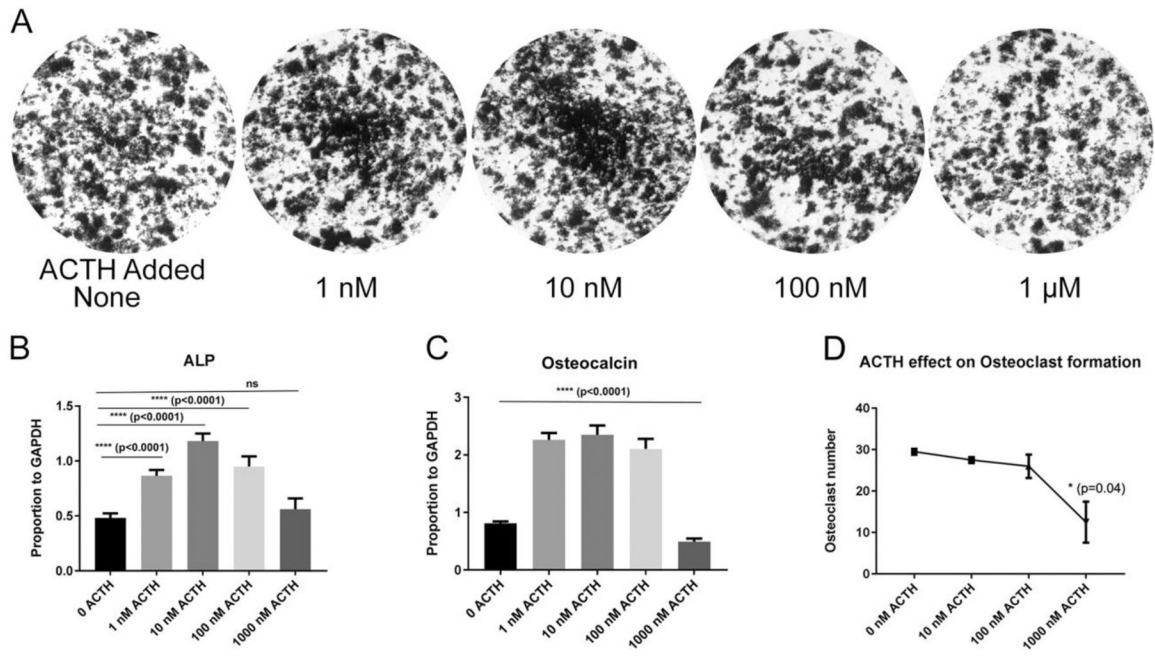 A
ACTH Added
None
1 nM
10 nM
100 nM
1 µM
B
ALP
ns
**** (p<0.0001)
**** (p<0.0001)
**** (p<0.0001)
Proportion to GAPDH
1.5
1.0
0.5
0.0
0 ACTH
1 nM ACTH
10 nM ACTH
100 nM ACTH
1000 nM ACTH
C
Osteocalcin
**** (p<0.0001)
Proportion to GAPDH
3
2
1
0
0 ACTH
1 nM ACTH
10 nM ACTH
100 nM ACTH
1000 nM ACTH
D
ACTH effect on Osteoclast formation
Osteoclast number
40
30
20
10
0
* (p=0.04)
0 nM ACTH
10 nM ACTH
100 nM ACTH
1000 nM ACTH